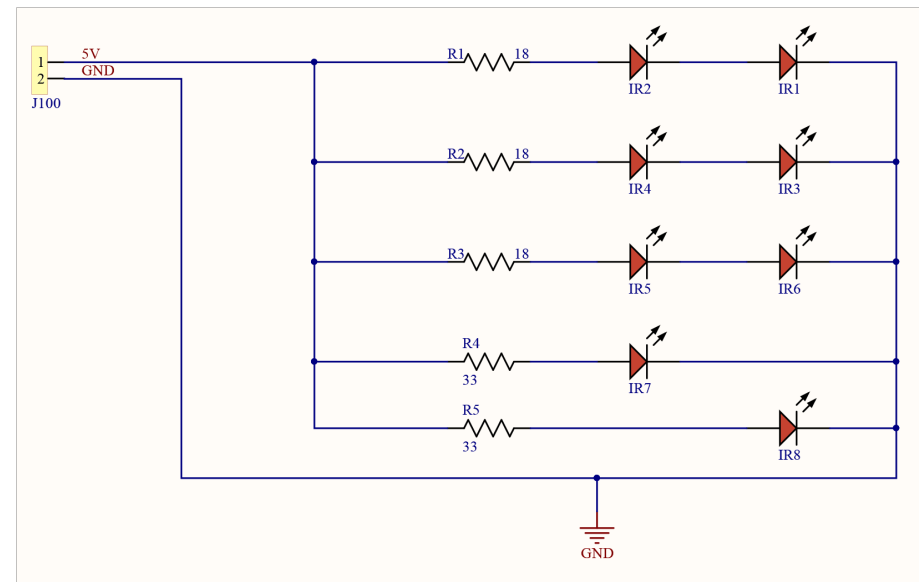 5V
1
GND
2
J100
R1 18
IR2
IR1
R2 18
IR4
IR3
R3 18
IR5
IR6
R4
33
IR7
R5
33
IR8
GND